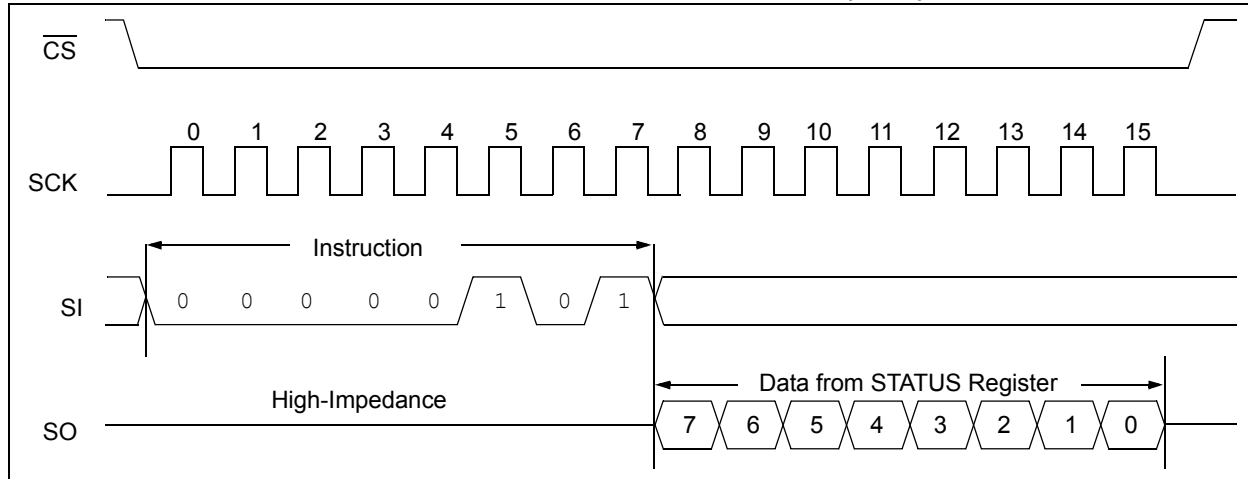 CS
0 1 2 3 4 5 6 7 8 9 10 11 12 13 14 15
SCK
Instruction
SI 0 0 0 0 0 1 0 1
Data from STATUS Register
High-Impedance
SO 7 6 5 4 3 2 1 0